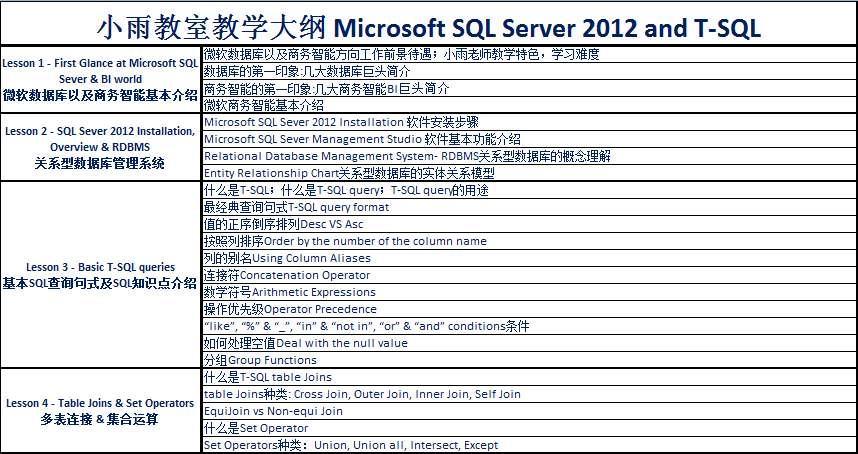 小雨教室教学大纲 Microsoft SQL Server 2012 and T-SQL
Lesson 1 - First Glance at Microsoft SQL
Sever & BI world
微软数据库以及商务智能基本介绍
微软数据库以及商务智能方向工作前景待遇；小雨老师教学特色，学习难度
数据库的第一印象:几大数据库巨头简介
商务智能的第一印象:几大商务智能BI巨头简介
微软商务智能基本介绍
Lesson 2 - SQL Sever 2012 Installation,
Overview & RDBMS
关系型数据库管理系统
Microsoft SQL Sever 2012 Installation 软件安装步骤
Microsoft SQL Sever Management Studio 软件基本功能介绍
Relational Database Management System- RDBMS关系型数据库的概念理解
Entity Relationship Chart关系型数据库的实体关系模型
Lesson 3 - Basic T-SQL queries
基本SQL查询句式及SQL知识点介绍
什么是T-SQL；什么是T-SQL query；T-SQL query的用途
最经典查询句式T-SQL query format
值的正序倒序排列Desc VS Asc
按照列排序Order by the number of the column name
列的别名Using Column Aliases
连接符Concatenation Operator
数学符号Arithmetic Expressions
操作优先级Operator Precedence
“like”, “%” & “_”, “in” & “not in”, “or” & “and” conditions条件
如何处理空值Deal with the null value
分组Group Functions
Lesson 4 - Table Joins & Set Operators
多表连接 & 集合运算
什么是T-SQL table Joins
table Joins种类: Cross Join, Outer Join, Inner Join, Self Join
EquiJoin vs Non-equi Join
什么是Set Operator
Set Operators种类：Union, Union all, Intersect, Except